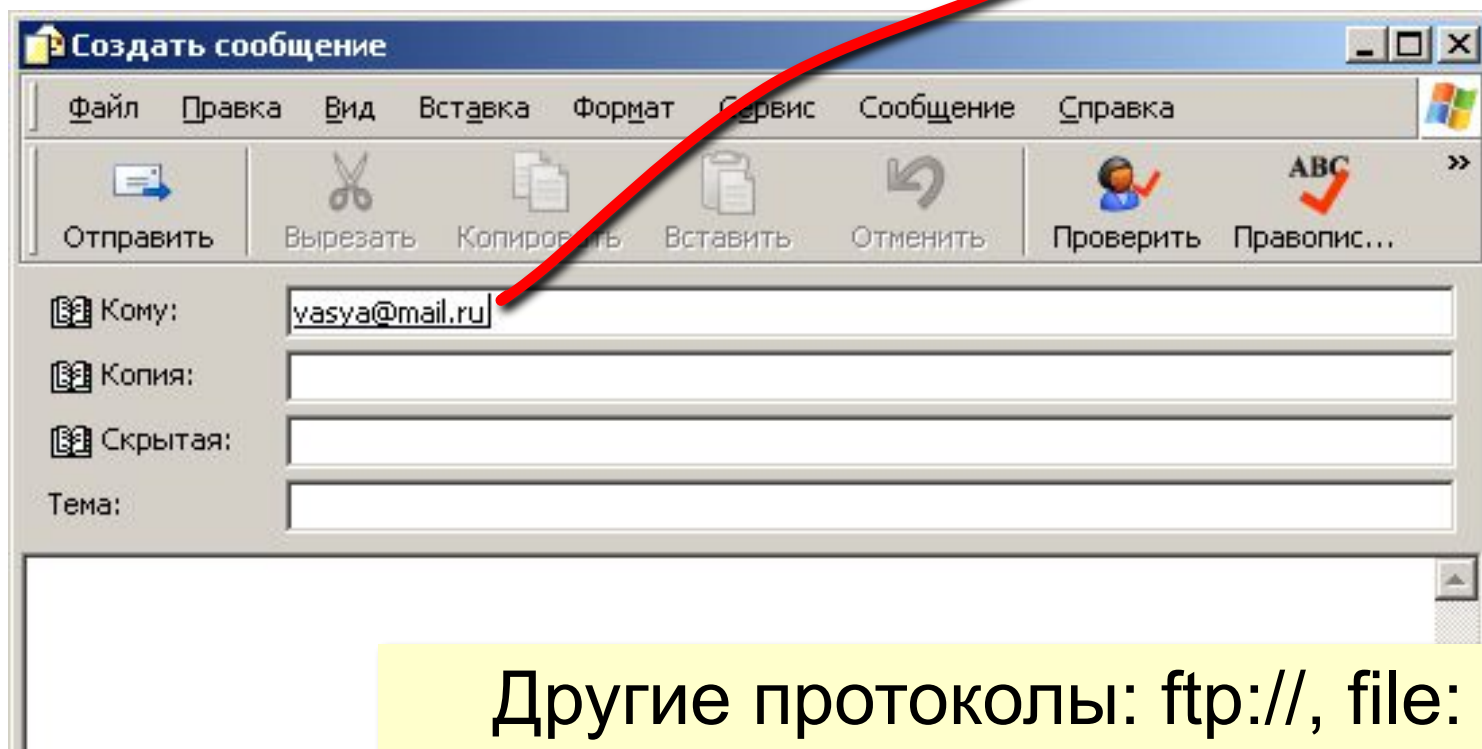 Создать сообщение
Файл Правка Вид Вставка Формат Сервис Сообщение Справка
ABC »
Отправить Вырезать Копировать Вставить Отменить Проверить Правопис...
Кому: vasya@mail.ru
Копия:
Скрытая:
Тема:
Другие протоколы: ftp://, file: